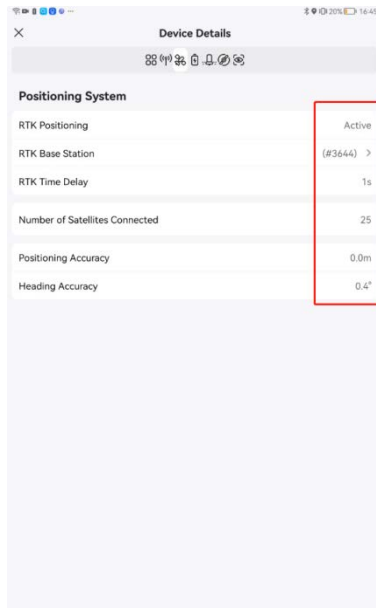 20% 16:45
Device Details
Positioning System
RTK Positioning Active
RTK Base Station (#3644) >
RTK Time Delay 1s
Number of Satellites Connected 25
Positioning Accuracy 0.0m
Heading Accuracy 0.4°